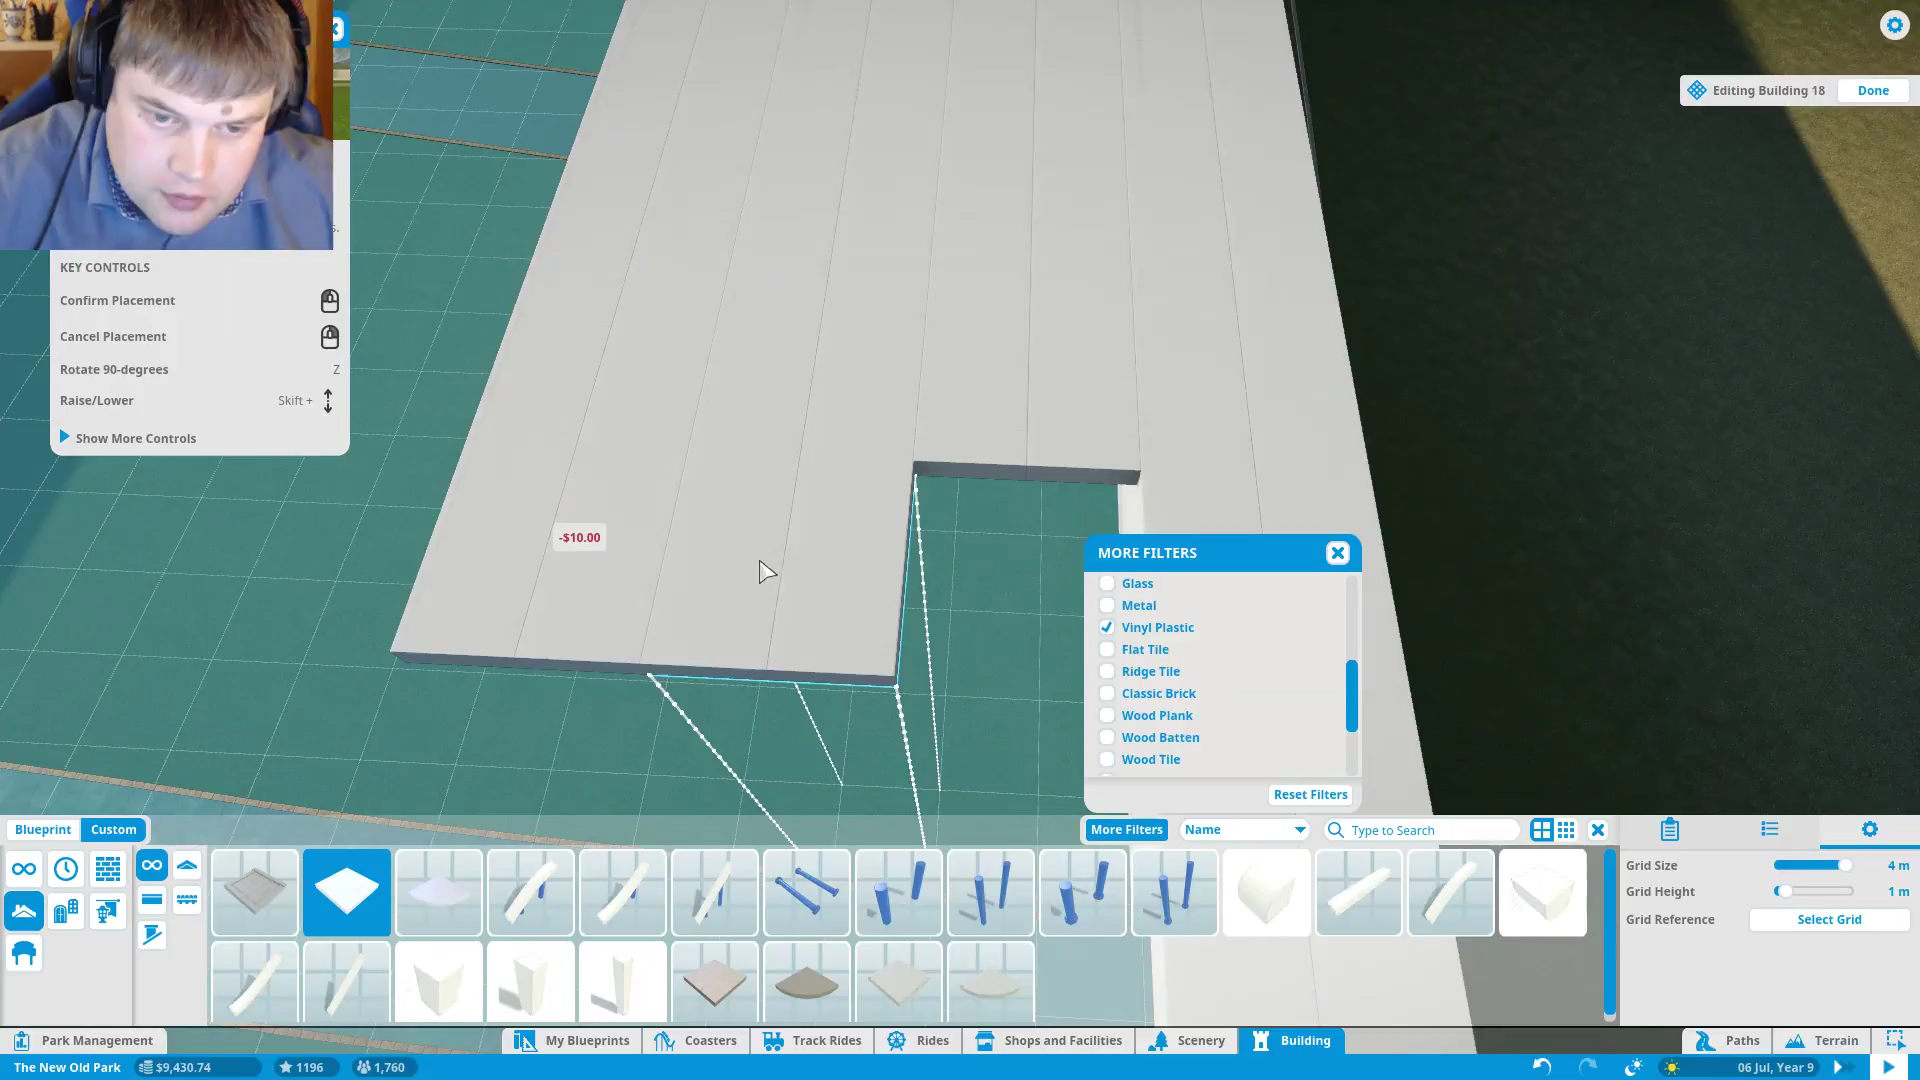 Editing Building 18
Done
s.
KEY CONTROLS
Confirm Placement
Cancel Placement
Rotate 90-degrees Z
Raise/Lower Skift +
Show More Controls
-$10.00
MORE FILTERS
Glass
Metal
Vinyl Plastic
Flat Tile
Ridge Tile
Classic Brick
Wood Plank
Wood Batten
Wood Tile
Reset Filters
Blueprint Custom
More Filters Name Type to Search
Grid Size 4 m
Grid Height 1 m
Grid Reference Select Grid
Park Management My Blueprints Coasters Track Rides Rides Shops and Facilities Scenery Building Paths Terrain
The New Old Park $9,430.74 1196 1,760 06 Jul, Year 9